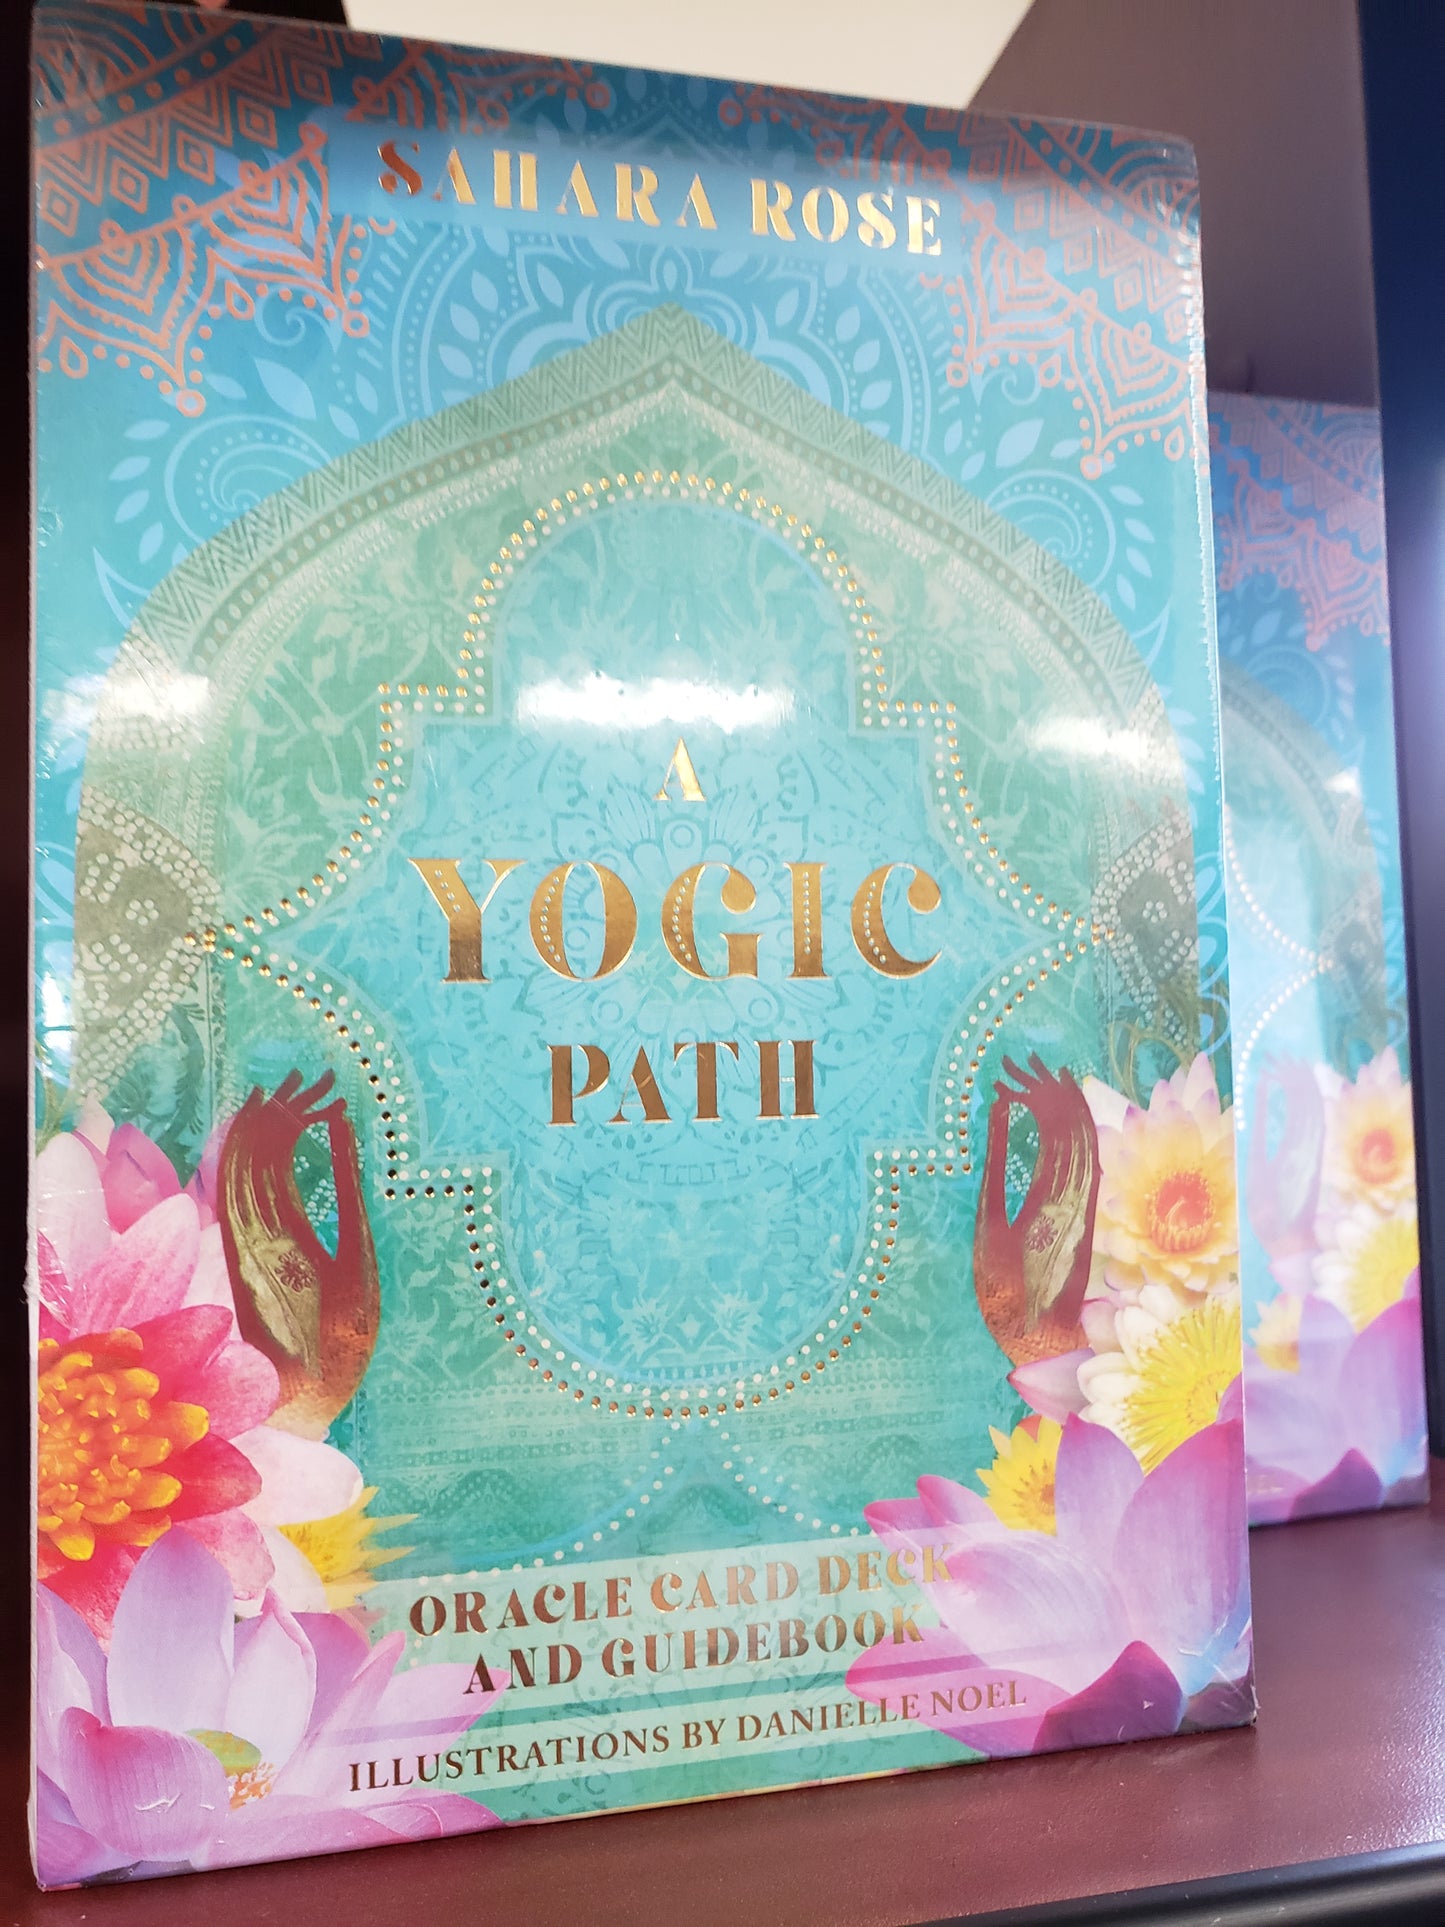 SAHARA ROSE
A
YOGIC
PATH
ORACLE CARD DECK
AND GUIDEBOOK
ILLUSTRATIONS BY DANIELLE NOEL